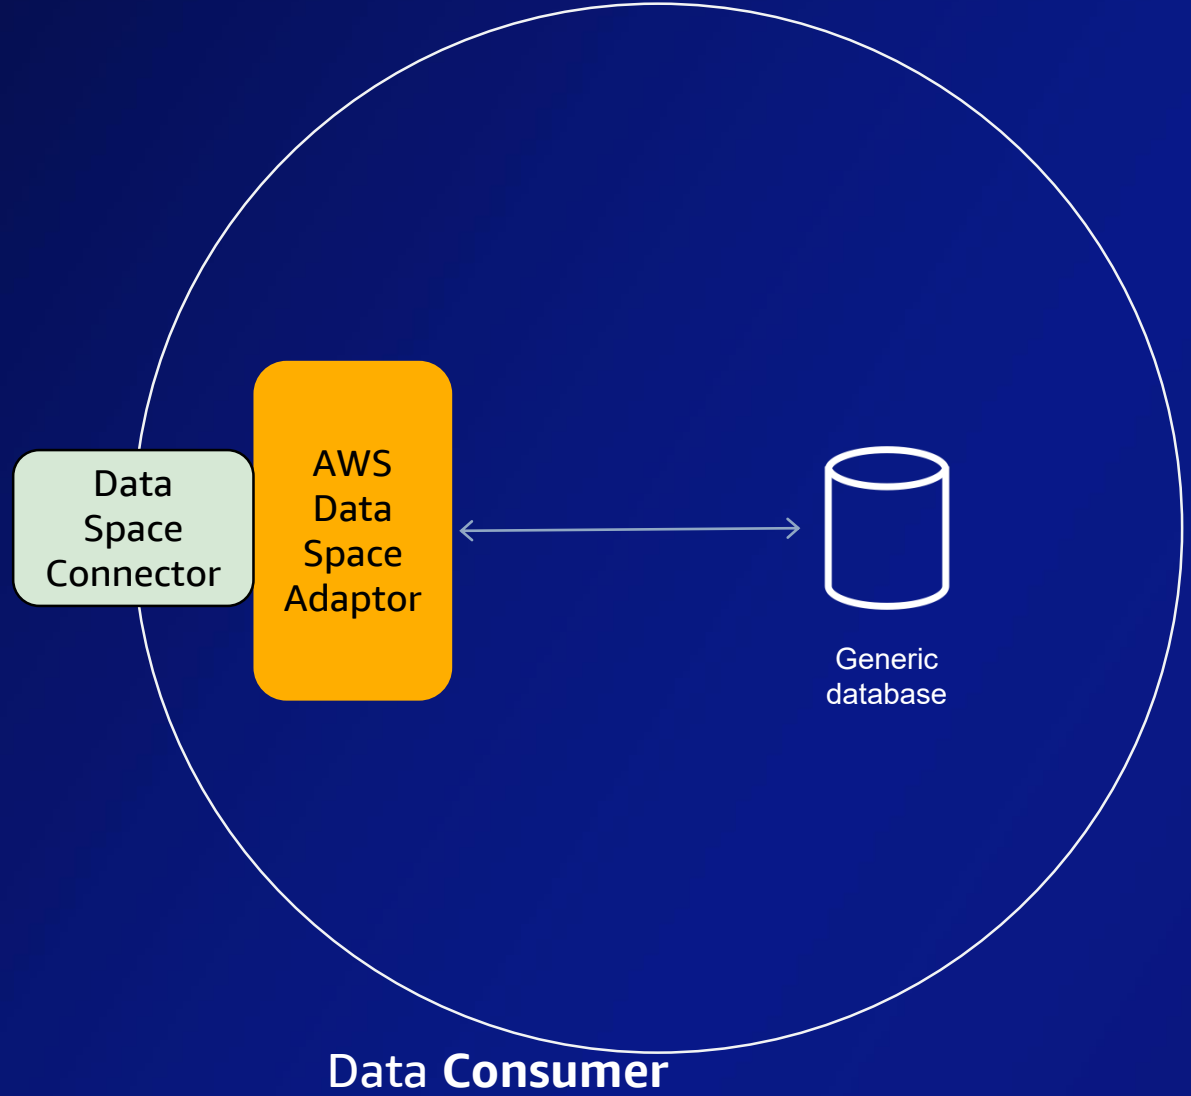 Data
Space
Connector
AWS
Data
Space
Adaptor
Generic
database
Data Consumer